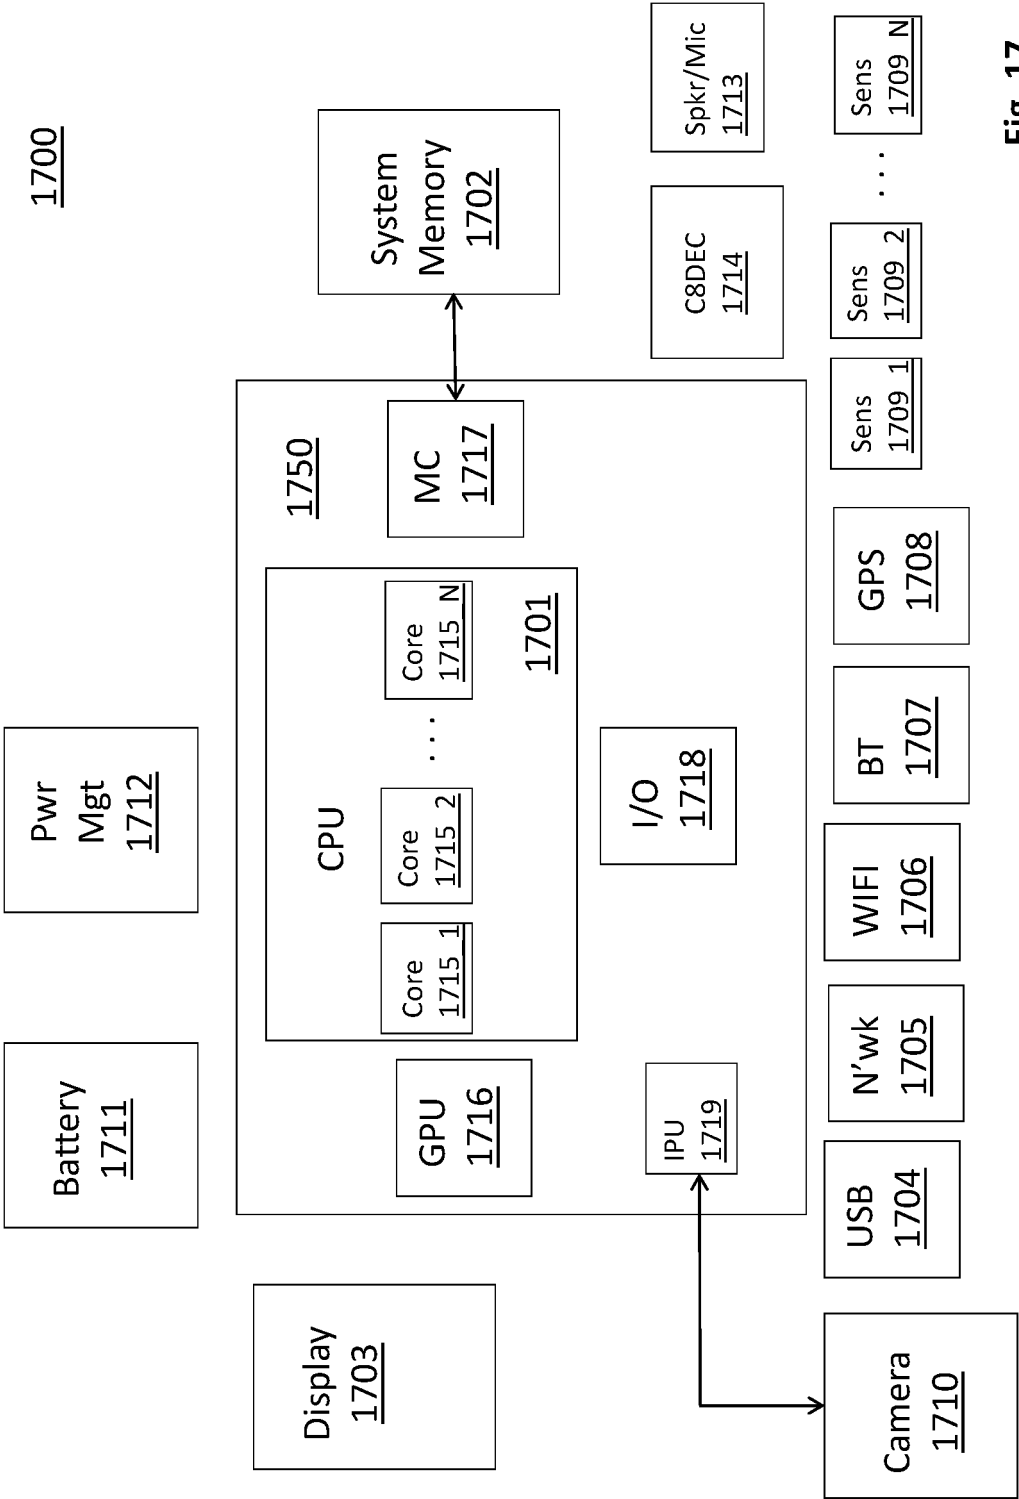 Battery
1711
Pwr
Mgt
1712
1700
Display
1703
1750
CPU
Core
1715_1
Core
1715_2
. . .
Core
1715_N
1701
GPU
1716
MC
1717
System
Memory
1702
IPU
1719
I/O
1718
C8DEC
1714
Spkr/Mic
1713
Camera
1710
USB
1704
N'wk
1705
WIFI
1706
BT
1707
GPS
1708
Sens
1709_1
Sens
1709_2
. . .
Sens
1709_N
Fig. 17